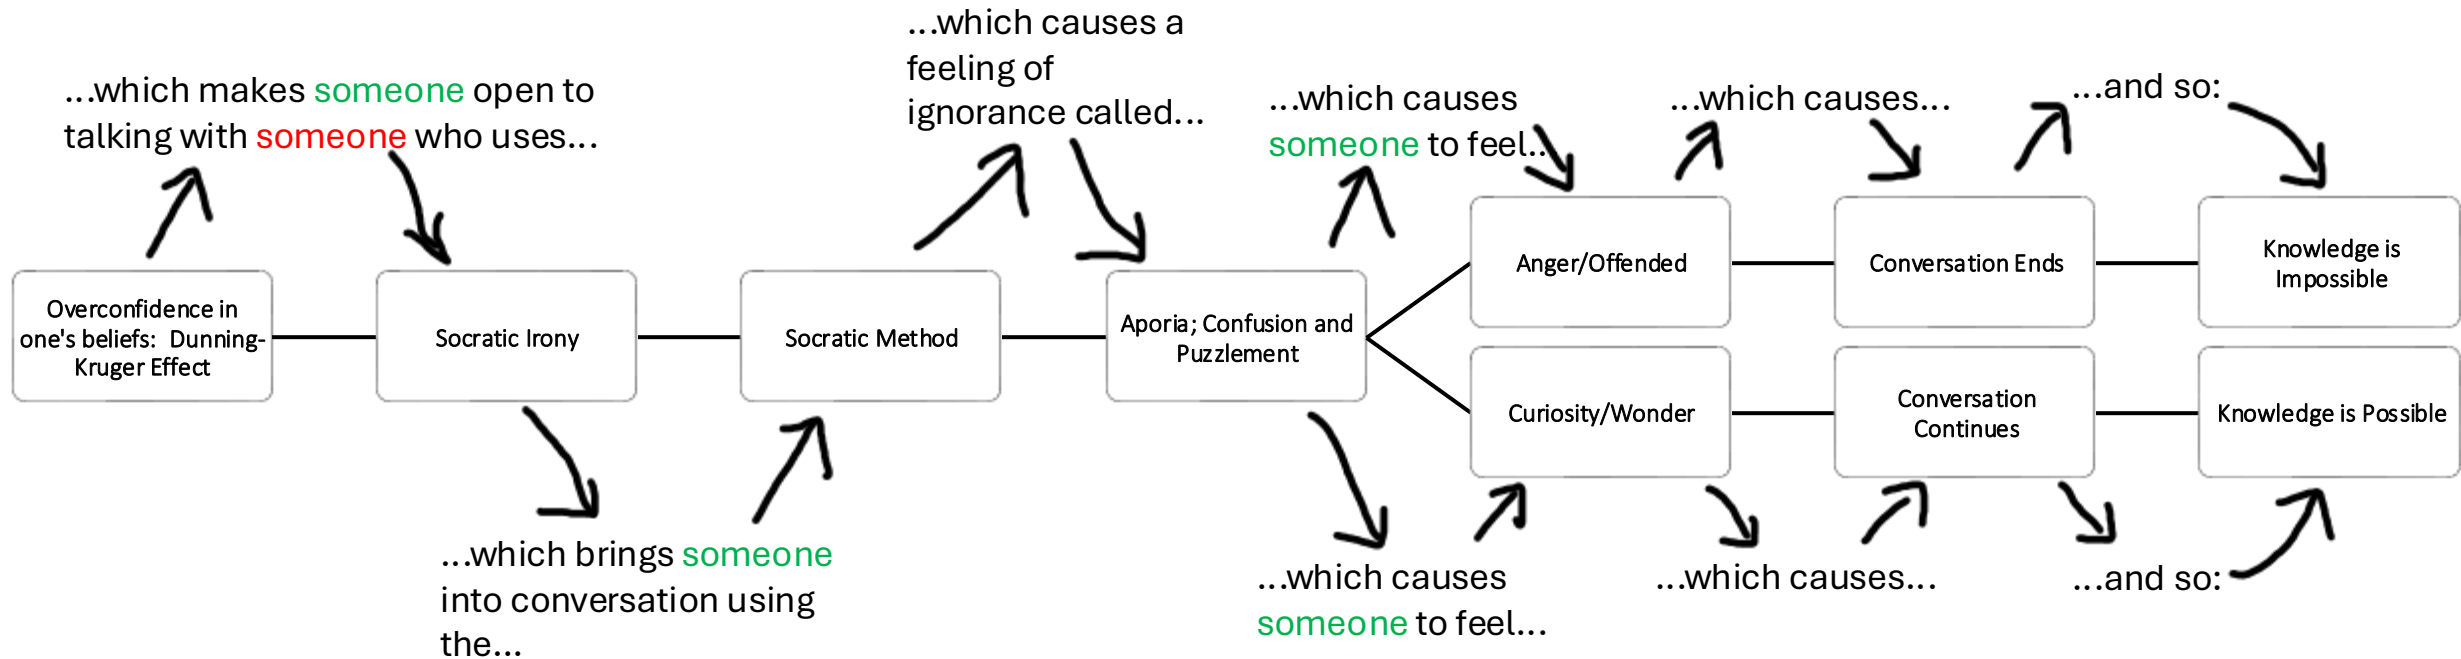 ...which makes someone open to
talking with someone who uses...
...which causes a
feeling of
ignorance called...
...which causes
someone to feel..
...which causes...
...and so:
Overconfidence in
one's beliefs:  Dunning-
Kruger Effect
Socratic Irony
Socratic Method
Aporia; Confusion and
Puzzlement
Anger/Offended
Conversation Ends
Knowledge is
Impossible
Curiosity/Wonder
Conversation
Continues
Knowledge is Possible
...which brings someone
into conversation using
the...
...which causes
someone to feel...
...which causes...
...and so: